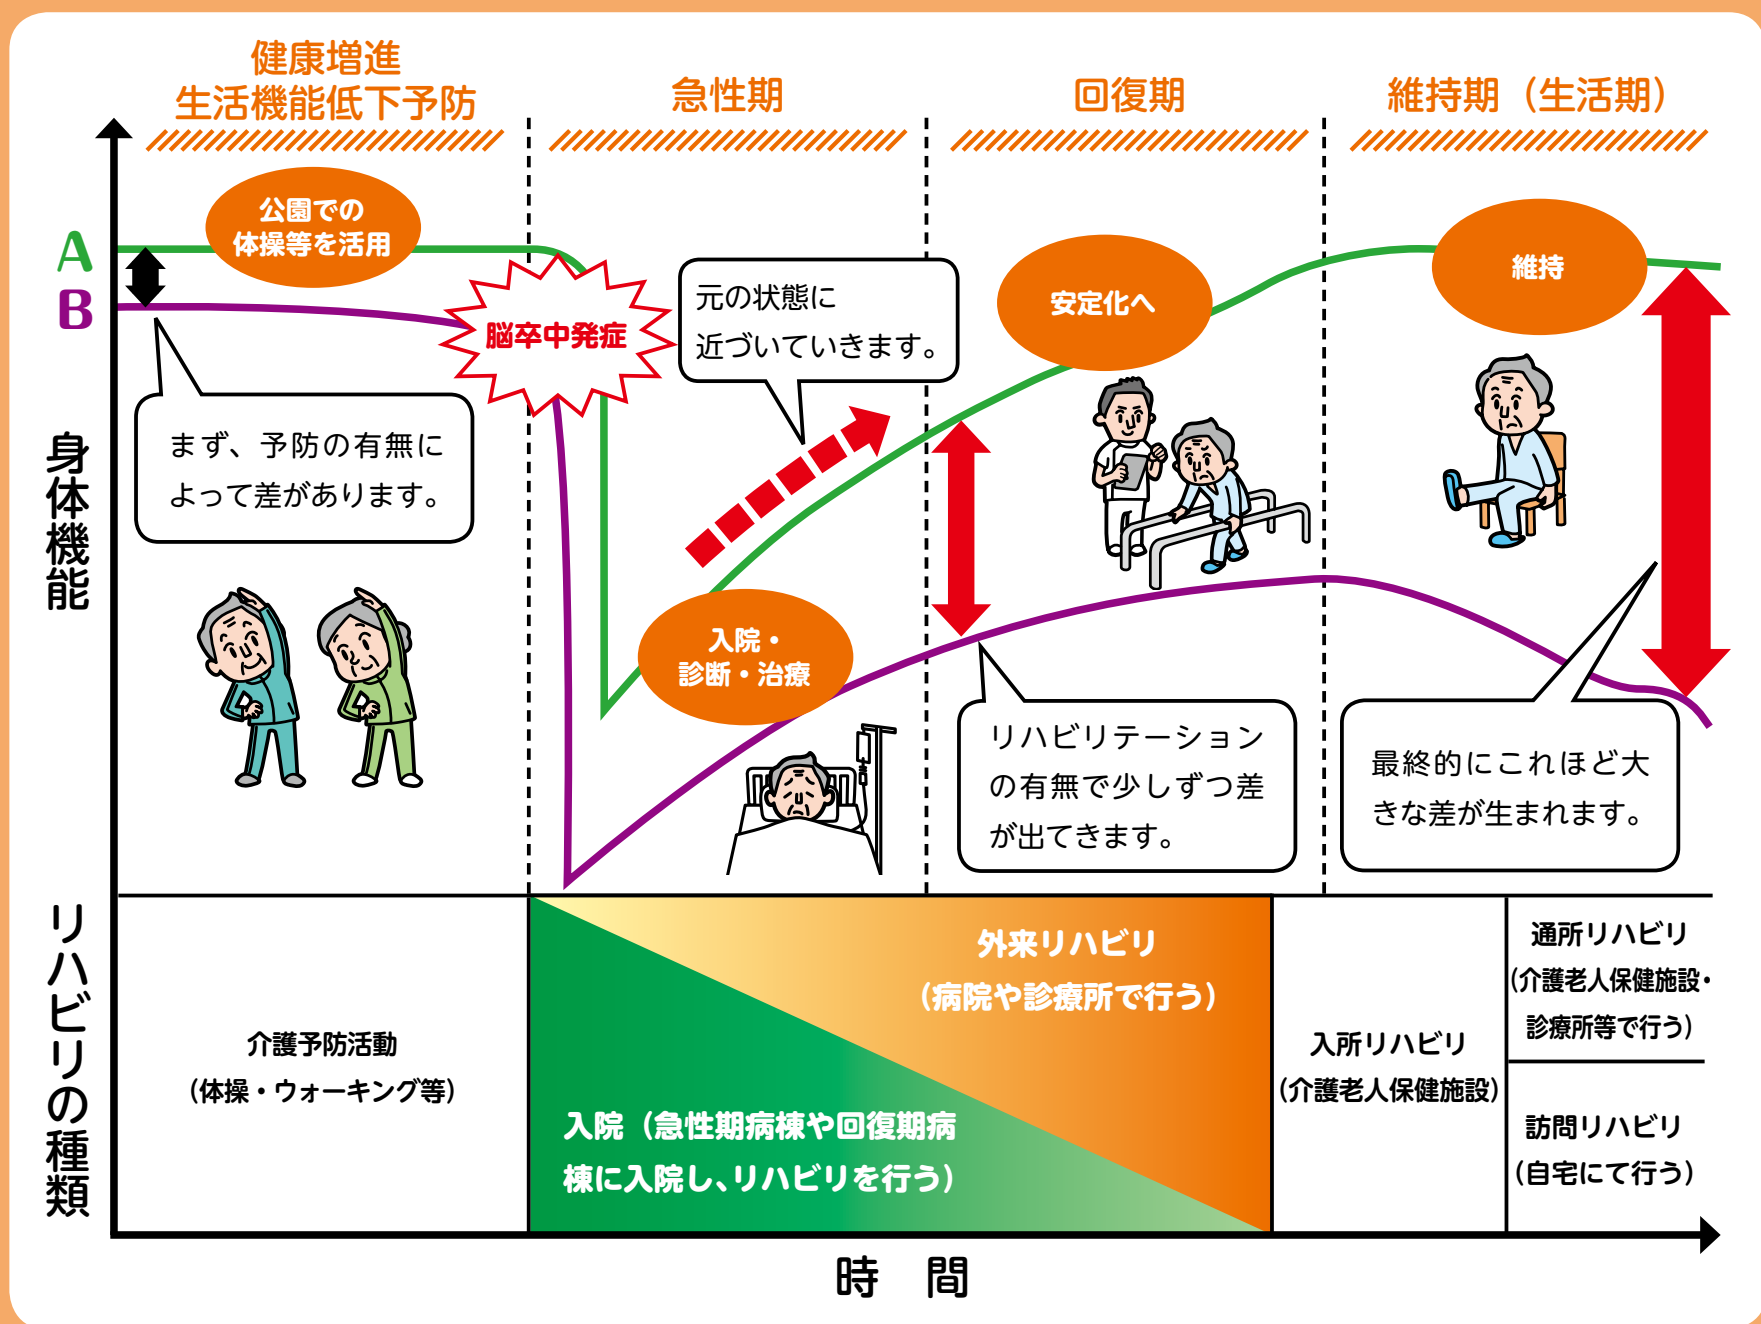 健康増進
生活機能低下予防
急性期
回復期
維持期（生活期）
公園での
体操等を活用
A
B
脳卒中発症
元の状態に
近づいていきます。
安定化へ
維持
まず、予防の有無に
よって差があります。
身体機能
入院・
診断・治療
リハビリテーション
の有無で少しずつ差
が出てきます。
最終的にこれほど大
きな差が生まれます。
リハビリの種類
介護予防活動
（体操・ウォーキング等）
外来リハビリ
（病院や診療所で行う）
入院（急性期病棟や回復期病
棟に入院し、リハビリを行う）
入所リハビリ
（介護老人保健施設）
通所リハビリ
（介護老人保健施設・
診療所等で行う）
訪問リハビリ
（自宅にて行う）
時　間